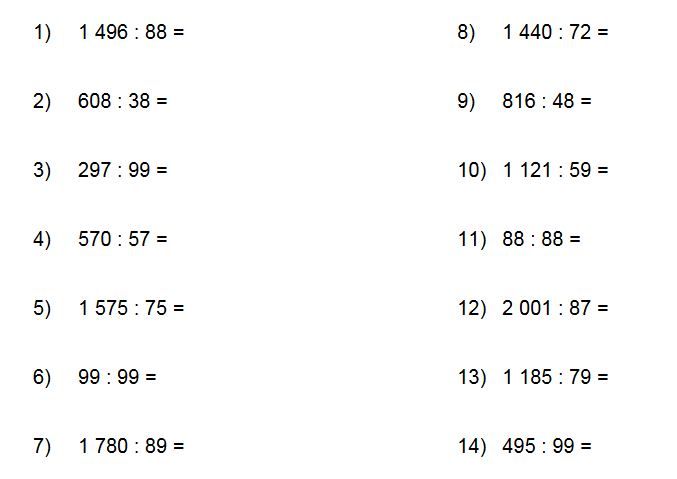 1) 1 496 : 88 =
2) 608 : 38 =
3) 297 : 99 =
4) 570 : 57 =
5) 1 575 : 75 =
6) 99 : 99 =
7) 1 780 : 89 =
8) 1 440 : 72 =
9) 816 : 48 =
10) 1 121 : 59 =
11) 88 : 88 =
12) 2 001 : 87 =
13) 1 185 : 79 =
14) 495 : 99 =